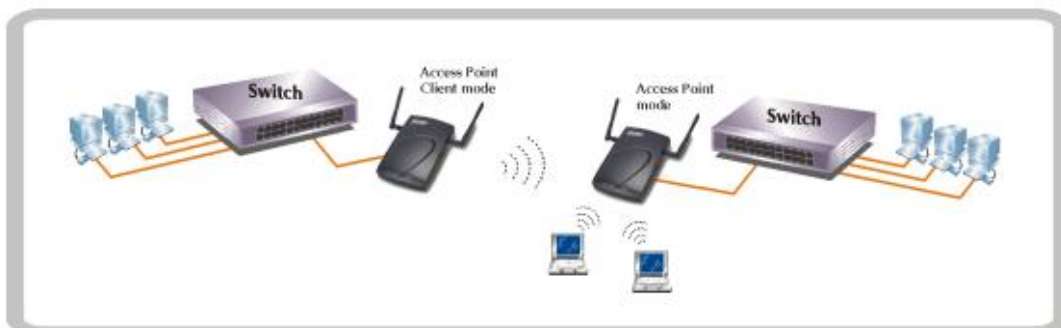 Switch
Access Point
Client mode
Access Point
mode
Switch